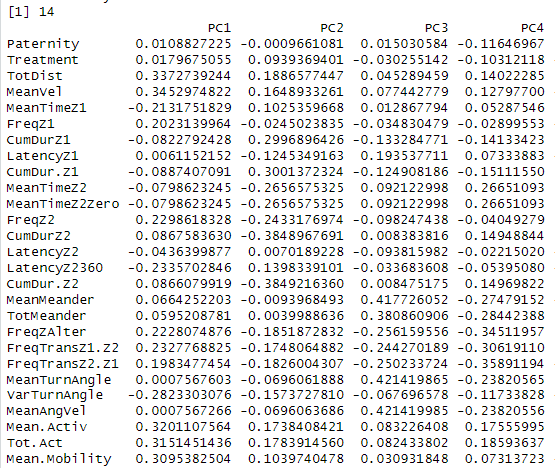 [1] 14
PC1 PC2 PC3 PC4
Paternity 0.0108827225 -0.0009661081 0.015030584 -0.11646967
Treatment 0.0179675055 0.0939369401 -0.030255142 -0.10312118
TotDist 0.3372739244 0.1886577447 0.045289459 0.14022285
MeanVel 0.3452974822 0.1648933261 0.077442779 0.12797700
MeanTimeZ1 -0.2131751829 0.1025359668 0.012867794 0.05287546
FreqZ1 0.2023139964 -0.0245023835 -0.034830479 -0.02899553
CumDurZ1 -0.0822792428 0.2996896426 -0.133284771 -0.14133423
LatencyZ1 0.0061152152 -0.1245349163 0.193537711 0.07333883
CumDur.Z1 -0.0887407091 0.3001372324 -0.124908186 -0.15111550
MeanTimeZ2 -0.0798623245 -0.2656575325 0.092122998 0.26651093
MeanTimeZ2Zero -0.0798623245 -0.2656575325 0.092122998 0.26651093
FreqZ2 0.2298618328 -0.2433176974 -0.098247438 -0.04049279
CumDurZ2 0.0867583630 -0.3848967691 0.008383816 0.14948844
LatencyZ2 -0.0436399877 0.0070189228 -0.093815982 -0.02215020
LatencyZ2360 -0.2335702846 0.1398339101 -0.033683608 -0.05395080
CumDur.Z2 0.0866079919 -0.3849216360 0.008475175 0.14969822
MeanMeander 0.0664252203 -0.0093968493 0.417726052 -0.27479152
TotMeander 0.0595208781 0.0039988636 0.380860906 -0.28442388
FreqZAlter 0.2228074876 -0.1851872832 -0.256159556 -0.34511957
FreqTransZ1.Z2 0.2327768825 -0.1748064882 -0.244270189 -0.30619110
FreqTransZ2.Z1 0.1983477454 -0.1826004307 -0.250233724 -0.35891194
MeanTurnAngle 0.0007567603 -0.0696061888 0.421419865 -0.23820565
VarTurnAngle -0.2823303076 -0.1573727810 -0.067696578 -0.11733828
MeanAngVel 0.0007567266 -0.0696063686 0.421419985 -0.23820556
Mean.Activ 0.3201107564 0.1738408421 0.083226408 0.17555995
Tot.Act 0.3151451436 0.1783914560 0.082433802 0.18593637
Mean.Mobility 0.3095382504 0.1039740478 0.030931848 0.07313723